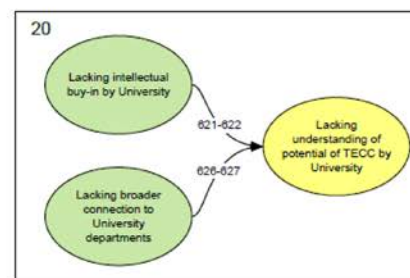 20
Lacking intellectual
buy-in by University
621-622
Lacking
understanding of
potential of TECC by
University
626-627
Lacking broader
connection to
University
departments